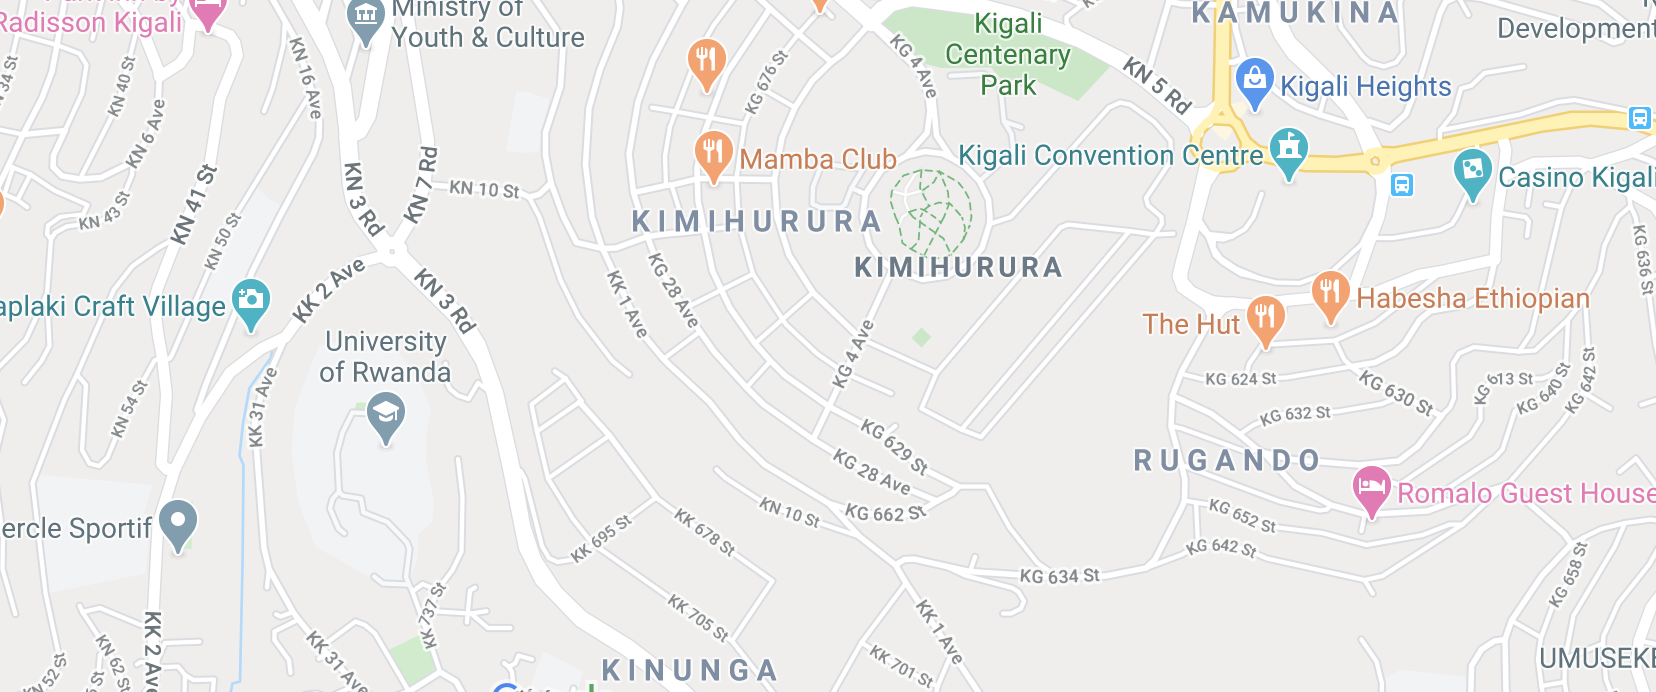 Radisson Kigali
Ministry of
Youth & Culture
Kigali
Centenary
Park
KAMUKINA
Development
Kigali Heights
KN 5 Rd
KG 4 Ave
KG 676 St
KN 16 Ave
KN 40 St
KN 6 Ave
34 St
Mamba Club
Kigali Convention Centre
Casino Kigali
KN 41 St
KN 3 Rd
KN 7 Rd
KN 10 St
KN 43 St
KN 50 St
KIMIHURURA
KIMIHURURA
KG 636 St
KK 2 Ave
KN 3 Rd
KK 1 Ave
KG 28 Ave
aplaki Craft Village
Habesha Ethiopian
The Hut
University
of Rwanda
KG 4 Ave
KG 624 St
KG 630 St
KG 613 St
KG 640 St
KG 642 St
KG 632 St
KN 54 St
KK 31 Ave
KG 629 St
KG 28 Ave
RUGANDO
Romalo Guest House
KN 10 St
KG 662 St
KG 652 St
KG 642 St
ercle Sportif
KK 695 St
KK 678 St
KG 634 St
KG 658 St
KK 737 St
KK 705 St
KK 1 Ave
KK 2 Ave
KK 31 Ave
KN 52 St
KN 62 St
KINUNGA
KK 701 St
UMUSEKE